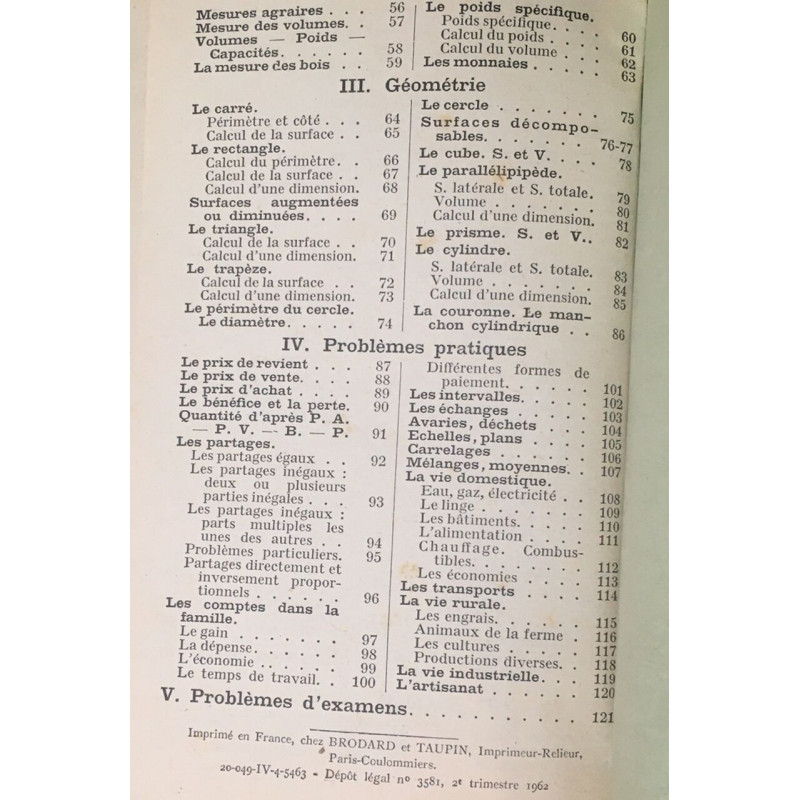 Mesures agraires . . . 56
Mesure des volumes. . . 57
Volumes — Poids —
Capacités. . . . . . 58
La mesure des bois . . 59
Le poids spécifique.
Poids spécifique. . . . 60
Calcul du poids . . . 61
Calcul du volume . . . 62
Les monnaies . . . . . 63
III. Géométrie
Le carré.
Périmètre et côté . . . 64
Calcul de la surface . . 65
Le rectangle.
Calcul du périmètre. . 66
Calcul de la surface . . 67
Calcul d'une dimension. 68
Surfaces augmentées
ou diminuées. . . . 69
Le triangle.
Calcul de la surface . . 70
Calcul d'une dimension. 71
Le trapèze.
Calcul de la surface . . 72
Calcul d'une dimension. 73
Le périmètre du cercle.
Le diamètre. . . . . 74
Le cercle . . . . . . . 75
Surfaces décompo-
sables. . . . . . . 76-77
Le cube. S. et V. . . . 78
Le parallélipipède.
S. latérale et S. totale. 79
Volume . . . . . . . 80
Calcul d'une dimension. 81
Le prisme. S. et V.. 82
Le cylindre.
S. latérale et S. totale. 83
Volume . . . . . . . 84
Calcul d'une dimension. 85
La couronne. Le man-
chon cylindrique . . 86
IV. Problèmes pratiques
Le prix de revient . . . 87
Le prix de vente. . . . 88
Le prix d'achat . . . . 89
Le bénéfice et la perte. 90
Quantité d'après P. A.
— P. V. — B. — P. 91
Les partages.
Les partages égaux . . 92
Les partages inégaux :
deux ou plusieurs
parties inégales . . . 93
Les partages inégaux :
parts multiples les
unes des autres . . 94
Problèmes particuliers. 95
Partages directement et
inversement propor-
tionnels . . . . . . 96
Les comptes dans la
famille.
Le gain . . . . . . . 97
La dépense. . . . . . 98
L'économie . . . . . . 99
Le temps de travail. . 100
Différentes formes de
paiement. . . . . . 101
Les intervalles. . . . . 102
Les échanges . . . . . 103
Avaries, déchets . . . . 104
Echelles, plans . . . . 105
Carrelages . . . . . . 106
Mélanges, moyennes. . 107
La vie domestique.
Eau, gaz, électricité . . 108
Le linge . . . . . . . 109
Les bâtiments. . . . . 110
L'alimentation . . . . 111
Chauffage. Combus-
tibles. . . . . . . . 112
Les économies . . . . 113
Les transports . . . . 114
La vie rurale.
Les engrais. . . . . . 115
Animaux de la ferme . 116
Les cultures . . . . . 117
Productions diverses. . 118
La vie industrielle. . . 119
L'artisanat . . . . . . 120
V. Problèmes d'examens. . . . . . . . . . . 121
Imprimé en France, chez BRODARD et TAUPIN, Imprimeur-Relieur,
Paris-Coulommiers.
20-049-IV-4-5463 - Dépôt légal nº 3581, 2e trimestre 1962